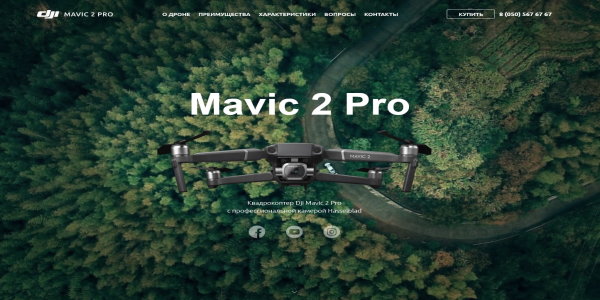 dji MAVIC 2 PRO
О ДРОНЕ ПРЕИМУЩЕСТВА ХАРАКТЕРИСТИКИ ВОПРОСЫ КОНТАКТЫ
КУПИТЬ 8 (050) 567 67 67
Mavic 2 Pro
MAVIC 2
Квадрокоптер DJI Mavic 2 Pro
с профессиональной камерой Hasselblad